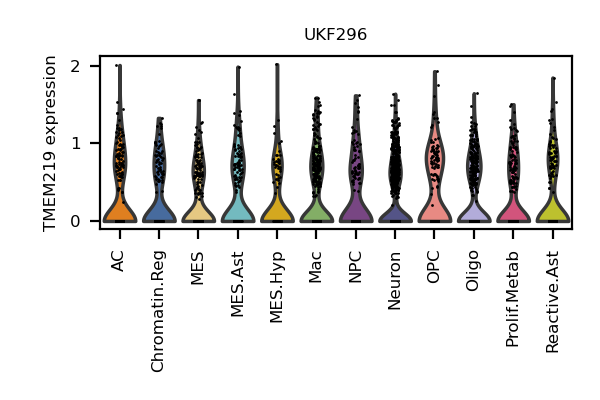 UKF296
TMEM219 expression
2
1
0
AC
Chromatin.Reg
MES
MES.Ast
MES.Hyp
Mac
NPC
Neuron
OPC
Oligo
Prolif.Metab
Reactive.Ast